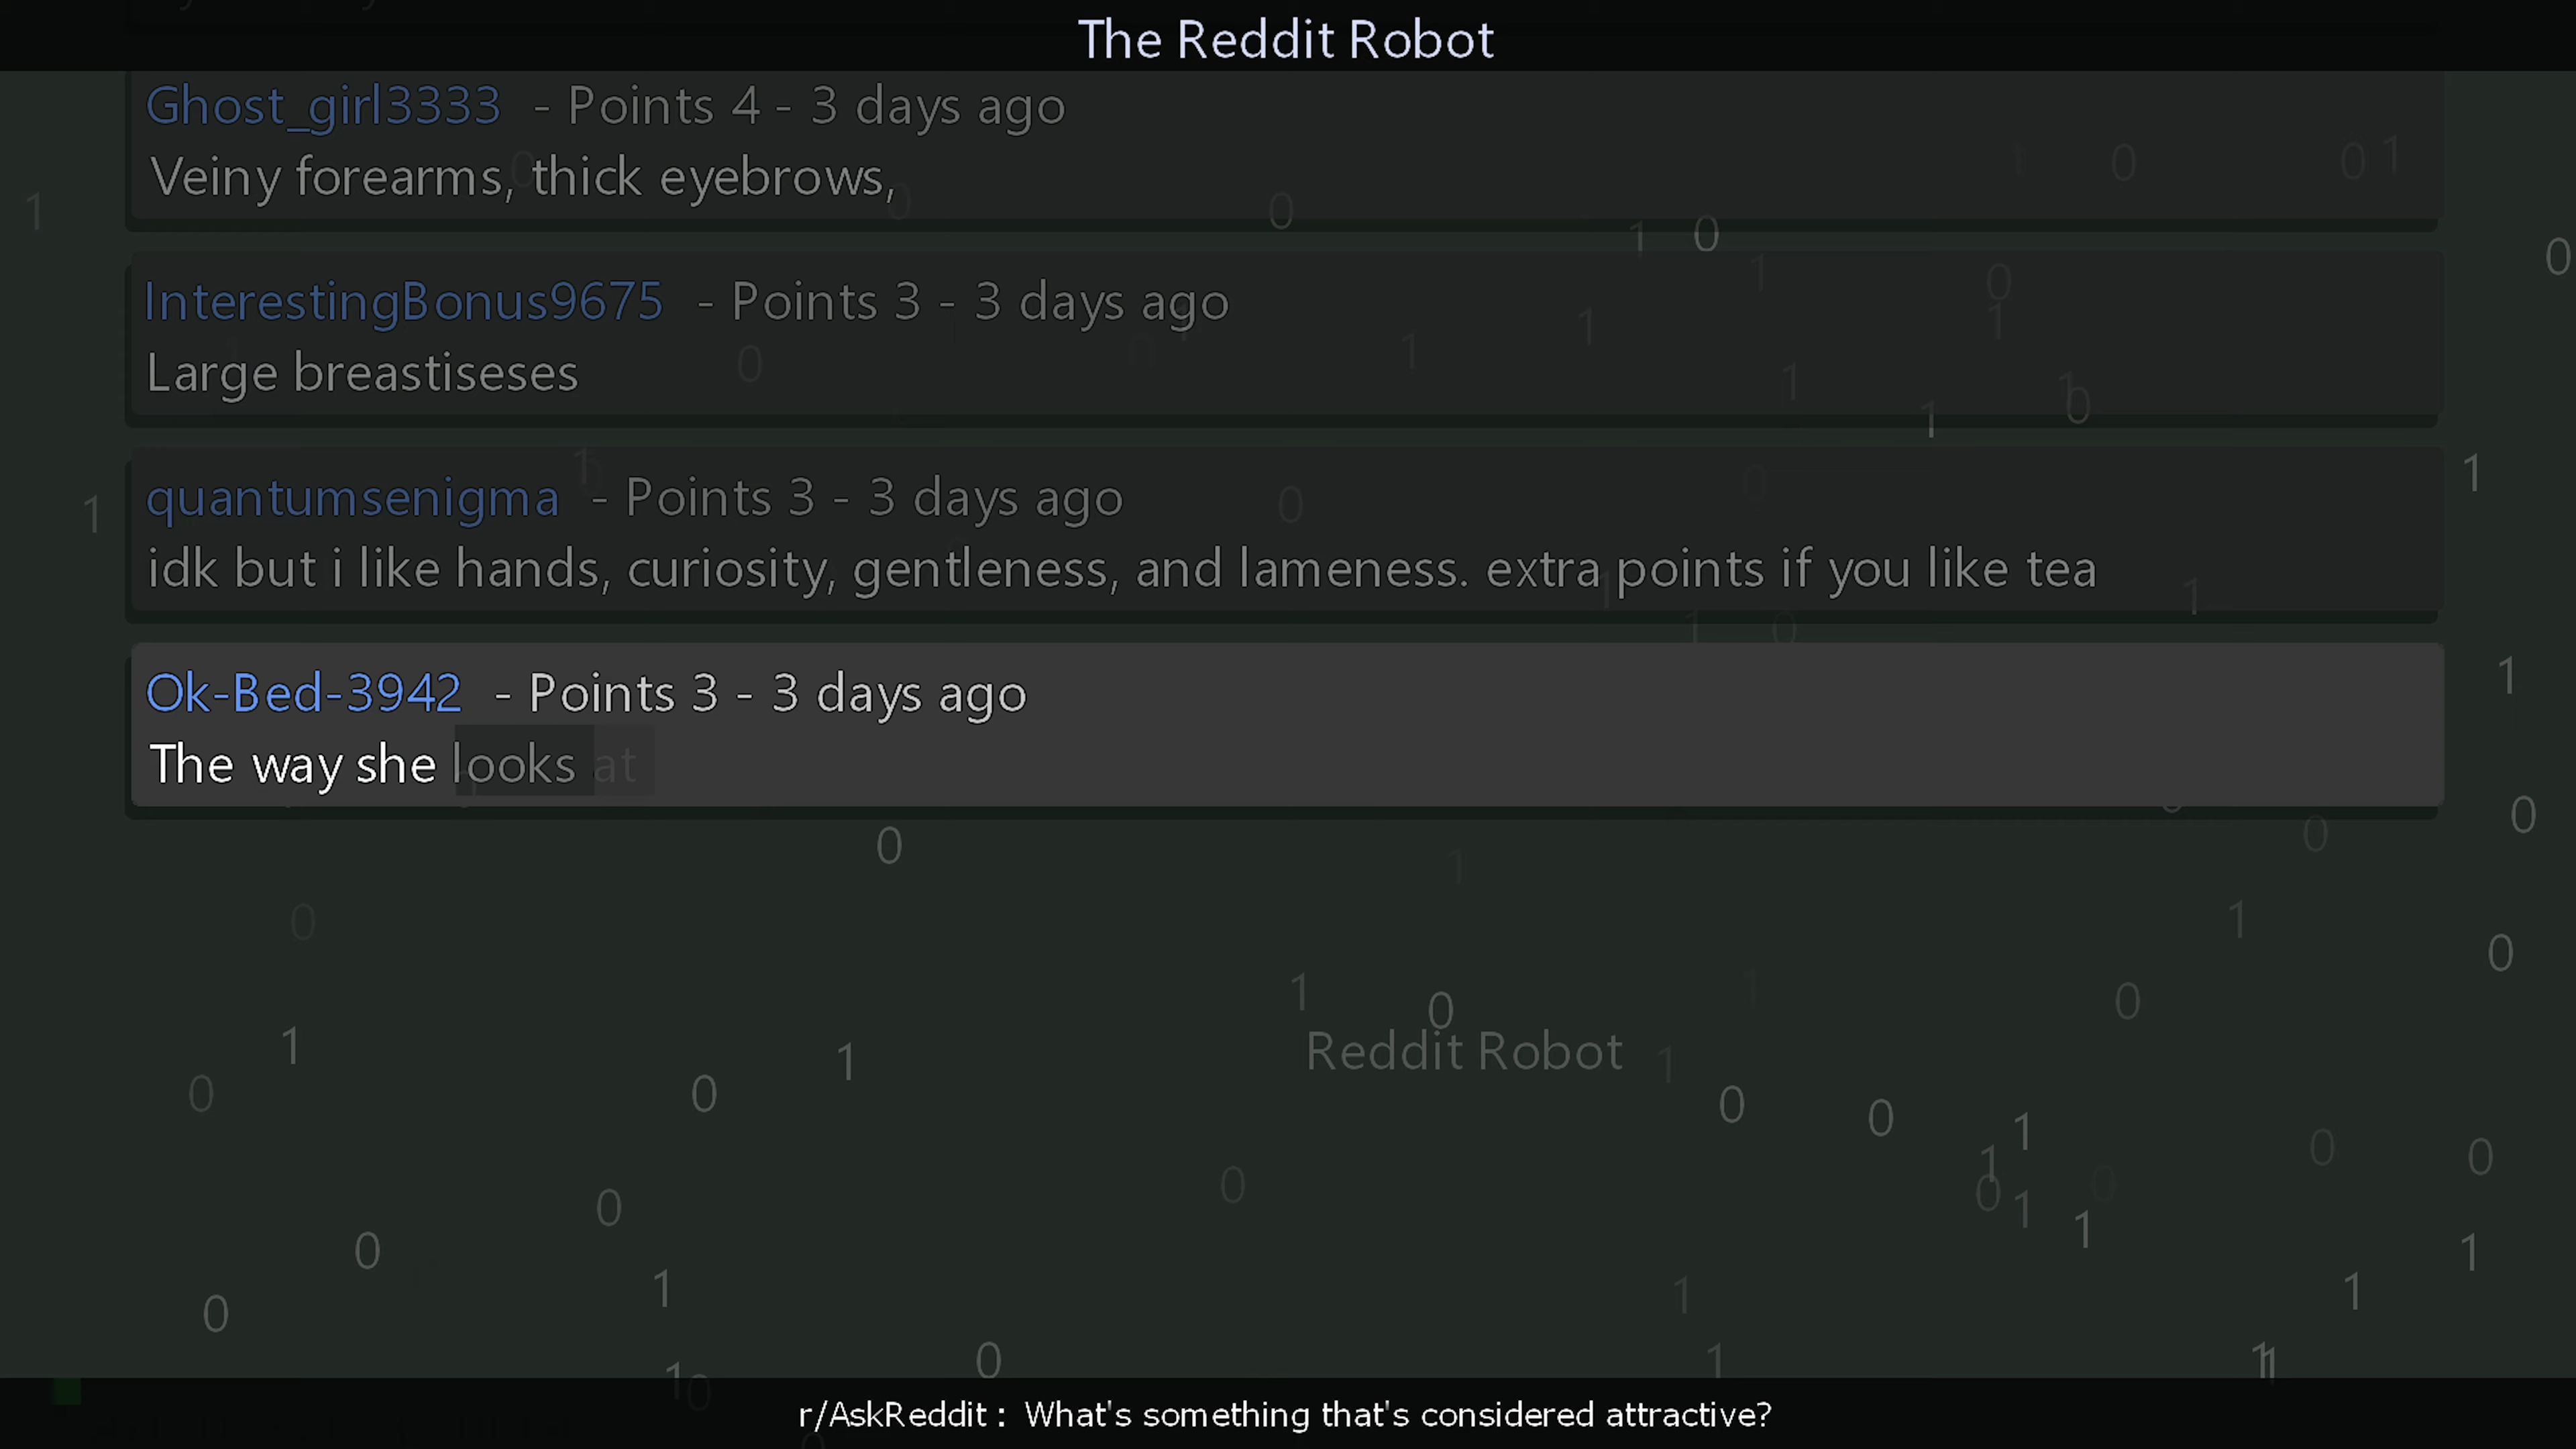 The Reddit Robot
Ghost_girl3333 - Points 4 - 3 days ago
Veiny forearms, thick eyebrows,
InterestingBonus9675 - Points 3 - 3 days ago
Large breastiseses
quantumsenigma - Points 3 - 3 days ago
idk but i like hands, curiosity, gentleness, and lameness. extra points if you like tea
Ok-Bed-3942 - Points 3 - 3 days ago
The way she looks at
Reddit Robot
r/AskReddit : What's something that's considered attractive?